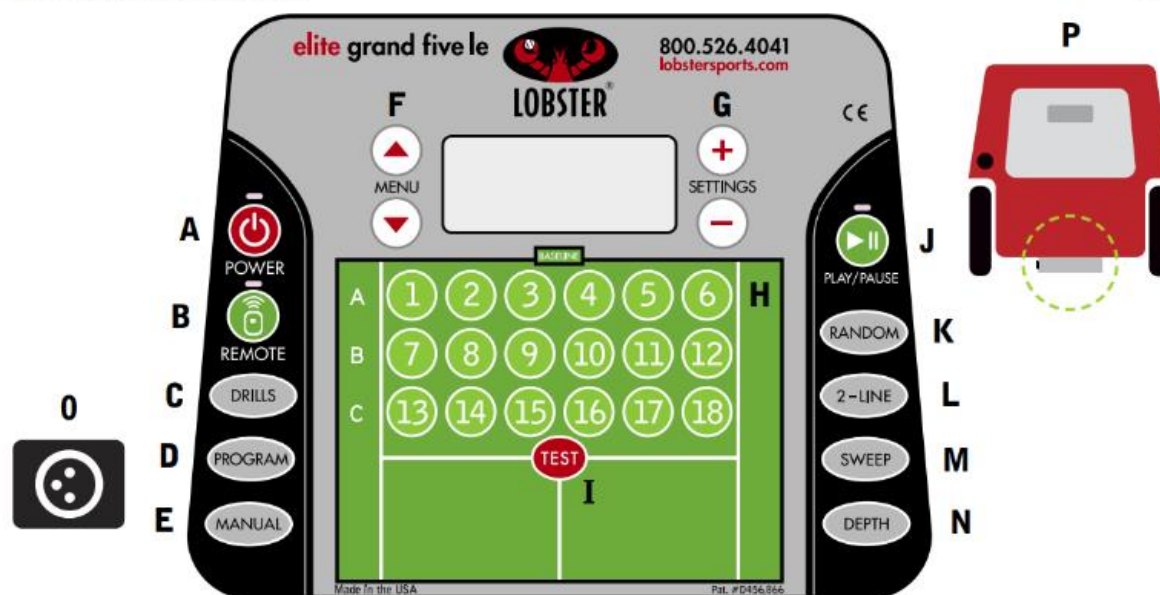 P
elite grand five le
800.526.4041
lobstersports.com
LOBSTER®
F
G
CE
MENU
SETTINGS
A
POWER
J
PLAY/PAUSE
BASELINE
A 1 2 3 4 5 6 H
B
REMOTE
RANDOM K
B 7 8 9 10 11 12
C DRILLS
2-LINE L
C 13 14 15 16 17 18
0
D PROGRAM
TEST
SWEEP M
I
E MANUAL
DEPTH N
Made in the USA
Pat. #D456,866